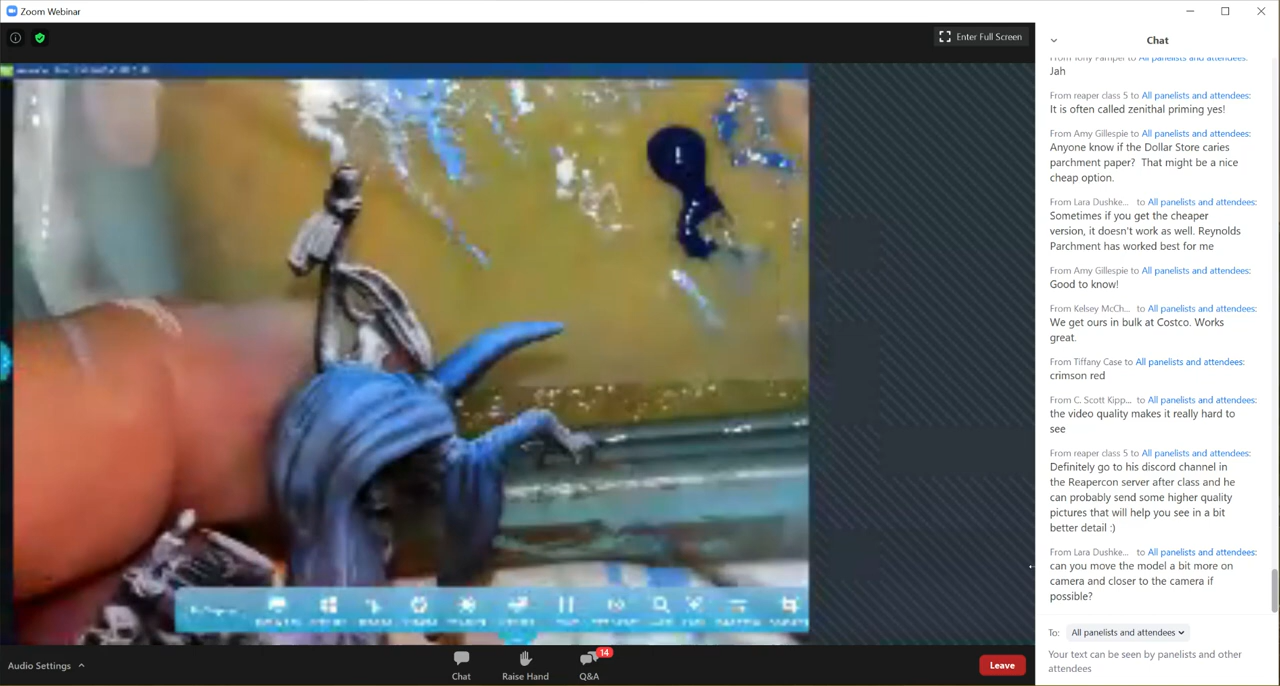 Zoom Webinar
Enter Full Screen
Chat
From Tony Pamper to All panelists and attendees:
Jah
From reaper class 5 to All panelists and attendees:
It is often called zenithal priming yes!
From Amy Gillespie to All panelists and attendees:
Anyone know if the Dollar Store caries
parchment paper?  That might be a nice
cheap option.
From Lara Dushke... to All panelists and attendees:
Sometimes if you get the cheaper
version, it doesn't work as well. Reynolds
Parchment has worked best for me
From Amy Gillespie to All panelists and attendees:
Good to know!
From Kelsey McCh... to All panelists and attendees:
We get ours in bulk at Costco. Works
great.
From Tiffany Case to All panelists and attendees:
crimson red
From C. Scott Kipp... to All panelists and attendees:
the video quality makes it really hard to
see
From reaper class 5 to All panelists and attendees:
Definitely go to his discord channel in
the Reapercon server after class and he
can probably send some higher quality
pictures that will help you see in a bit
better detail :)
From Lara Dushke... to All panelists and attendees:
can you move the model a bit more on
camera and closer to the camera if
possible?
To: All panelists and attendees
Your text can be seen by panelists and other
attendees
Audio Settings
Chat
Raise Hand
14
Q&A
Leave